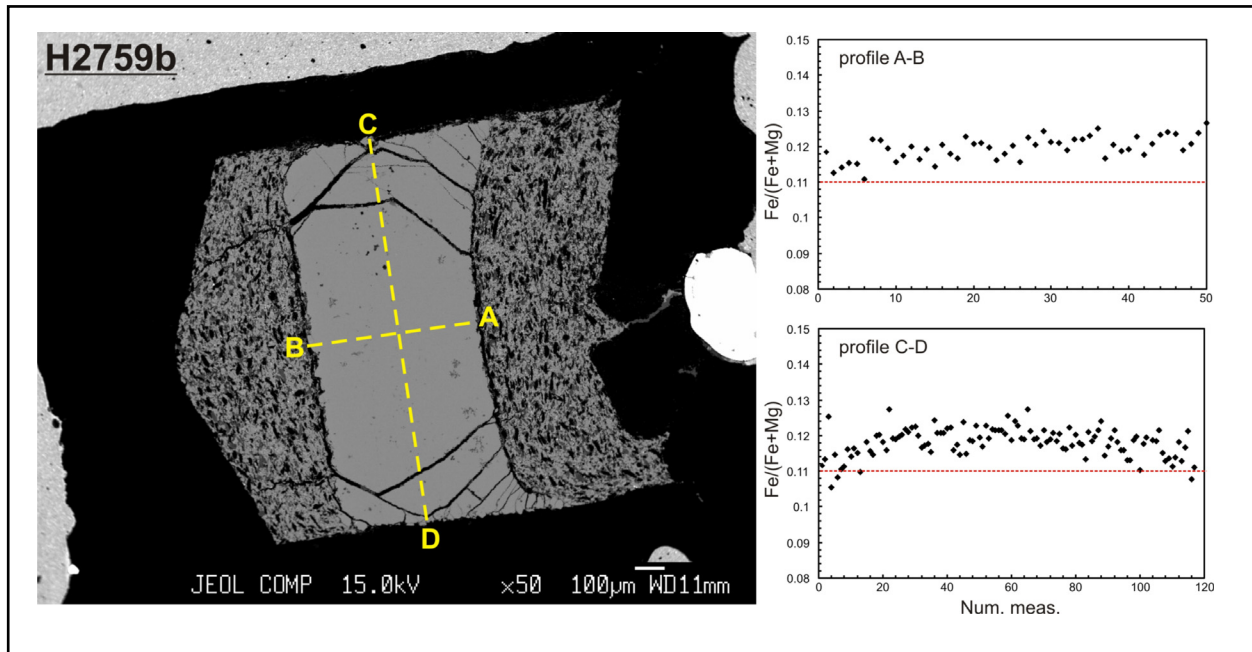 H2759b
C
B
A
D
JEOL COMP 15.0kV ×50 100µm WD11mm
profile A-B
Fe/(Fe+Mg)
0.15
0.14
0.13
0.12
0.11
0.1
0.09
0.08
0 10 20 30 40 50
profile C-D
Fe/(Fe+Mg)
0.15
0.14
0.13
0.12
0.11
0.1
0.09
0.08
0 20 40 60 80 100 120
Num. meas.